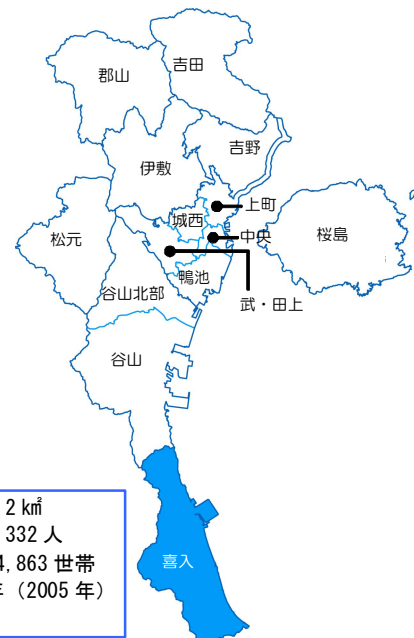 吉田
郡山
吉野
伊敷
上町
城西
中央
松元
桜島
鴨池
谷山北部
武・田上
谷山
2 k㎡
332 人
4,863 世帯
年（2005 年）
喜入